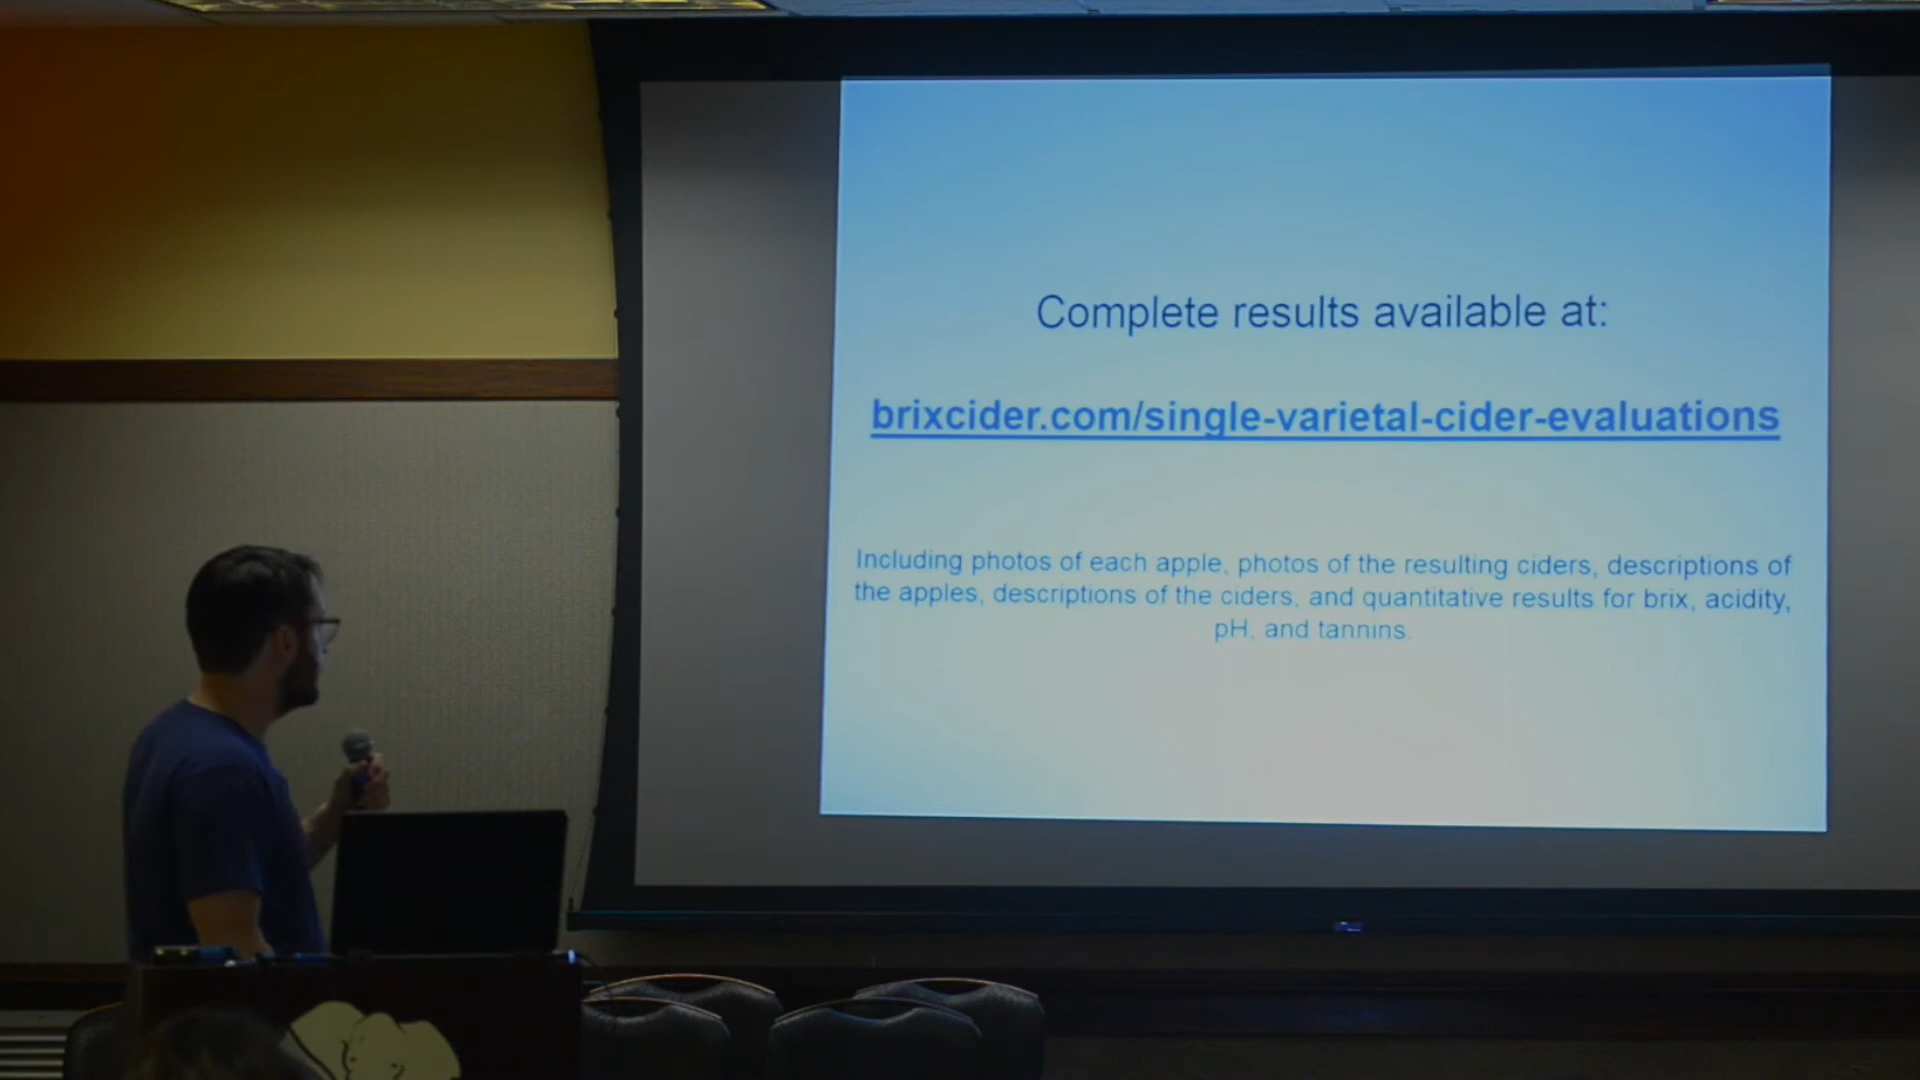 Complete results available at:
brixcider.com/single-varietal-cider-evaluations
Including photos of each apple, photos of the resulting ciders, descriptions of
the apples, descriptions of the ciders, and quantitative results for brix, acidity,
pH, and tannins.